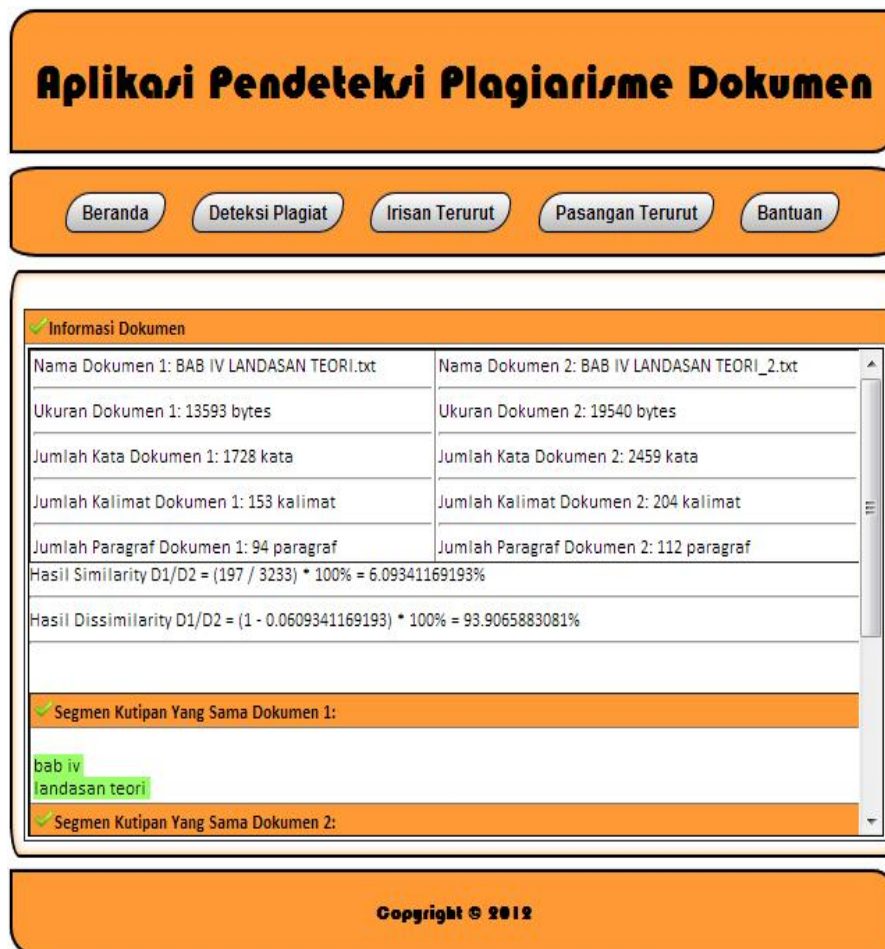 Aplikasi Pendeteksi Plagiarisme Dokumen
Beranda Deteksi Plagiat Irisan Terurut Pasangan Terurut Bantuan
Informasi Dokumen
Nama Dokumen 1: BAB IV LANDASAN TEORI.txt Nama Dokumen 2: BAB IV LANDASAN TEORI_2.txt
Ukuran Dokumen 1: 13593 bytes Ukuran Dokumen 2: 19540 bytes
Jumlah Kata Dokumen 1: 1728 kata Jumlah Kata Dokumen 2: 2459 kata
Jumlah Kalimat Dokumen 1: 153 kalimat Jumlah Kalimat Dokumen 2: 204 kalimat
Jumlah Paragraf Dokumen 1: 94 paragraf Jumlah Paragraf Dokumen 2: 112 paragraf
Hasil Similarity D1/D2 = (197 / 3233) * 100% = 6.09341169193%
Hasil Dissimilarity D1/D2 = (1 - 0.0609341169193) * 100% = 93.9065883081%
Segmen Kutipan Yang Sama Dokumen 1:
bab iv
landasan teori
Segmen Kutipan Yang Sama Dokumen 2:
Copyright © 2012